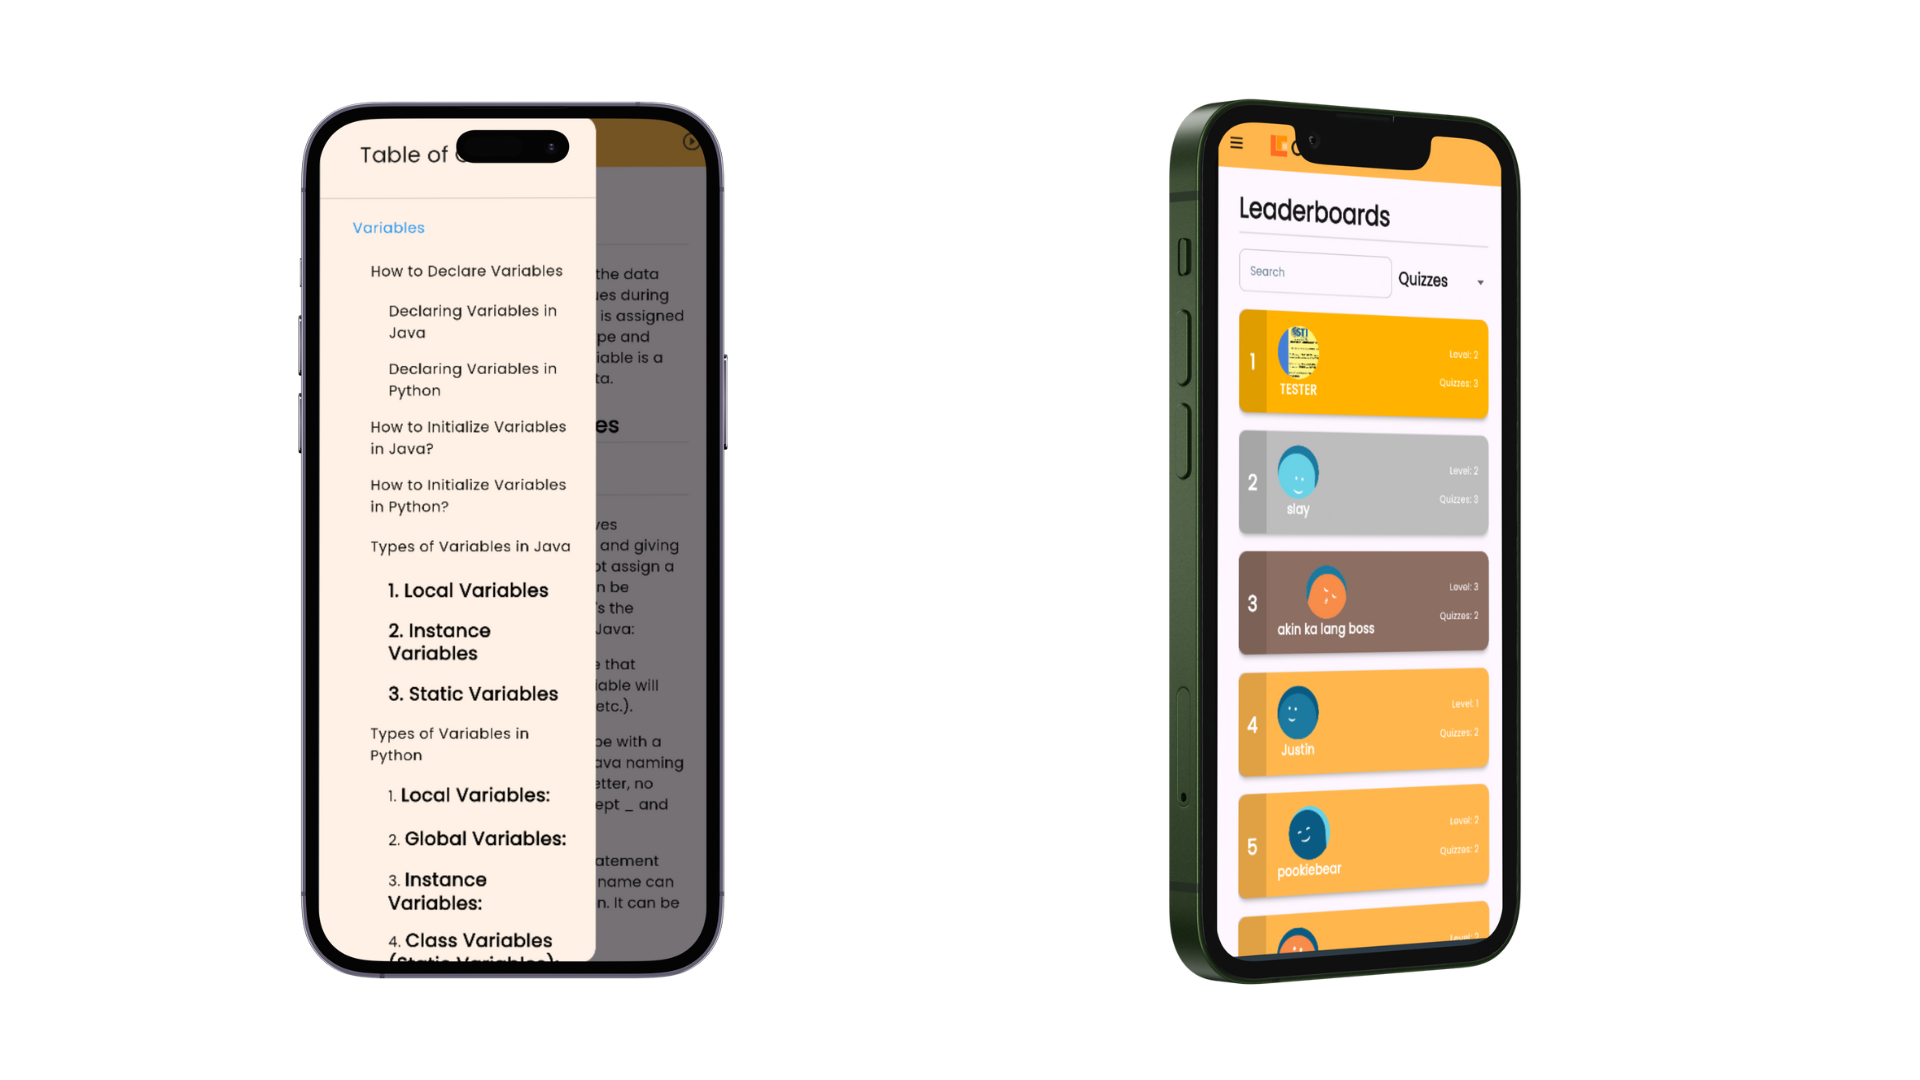 Table of
Variables
How to Declare Variables
Declaring Variables in
Java
Declaring Variables in
Python
How to Initialize Variables
in Java?
How to Initialize Variables
in Python?
Types of Variables in Java
1. Local Variables
2. Instance
Variables
3. Static Variables
Types of Variables in
Python
1. Local Variables:
2. Global Variables:
3. Instance
Variables:
4. Class Variables
(Static Variables):
the data
es during
is assigned
pe and
iable is a
ta.
es
ves
and giving
ot assign a
n be
's the
Java:
e that
iable will
etc.).
pe with a
ava naming
etter, no
ept _ and
atement
name can
n. It can be
Leaderboards
Search
Quizzes
1
STI
TESTER
Level: 2
Quizzes: 3
2
slay
Level: 2
Quizzes: 3
3
akin ka lang boss
Level: 3
Quizzes: 2
4
Justin
Level: 1
Quizzes: 2
5
pookiebear
Level: 2
Quizzes: 2
Level: 2